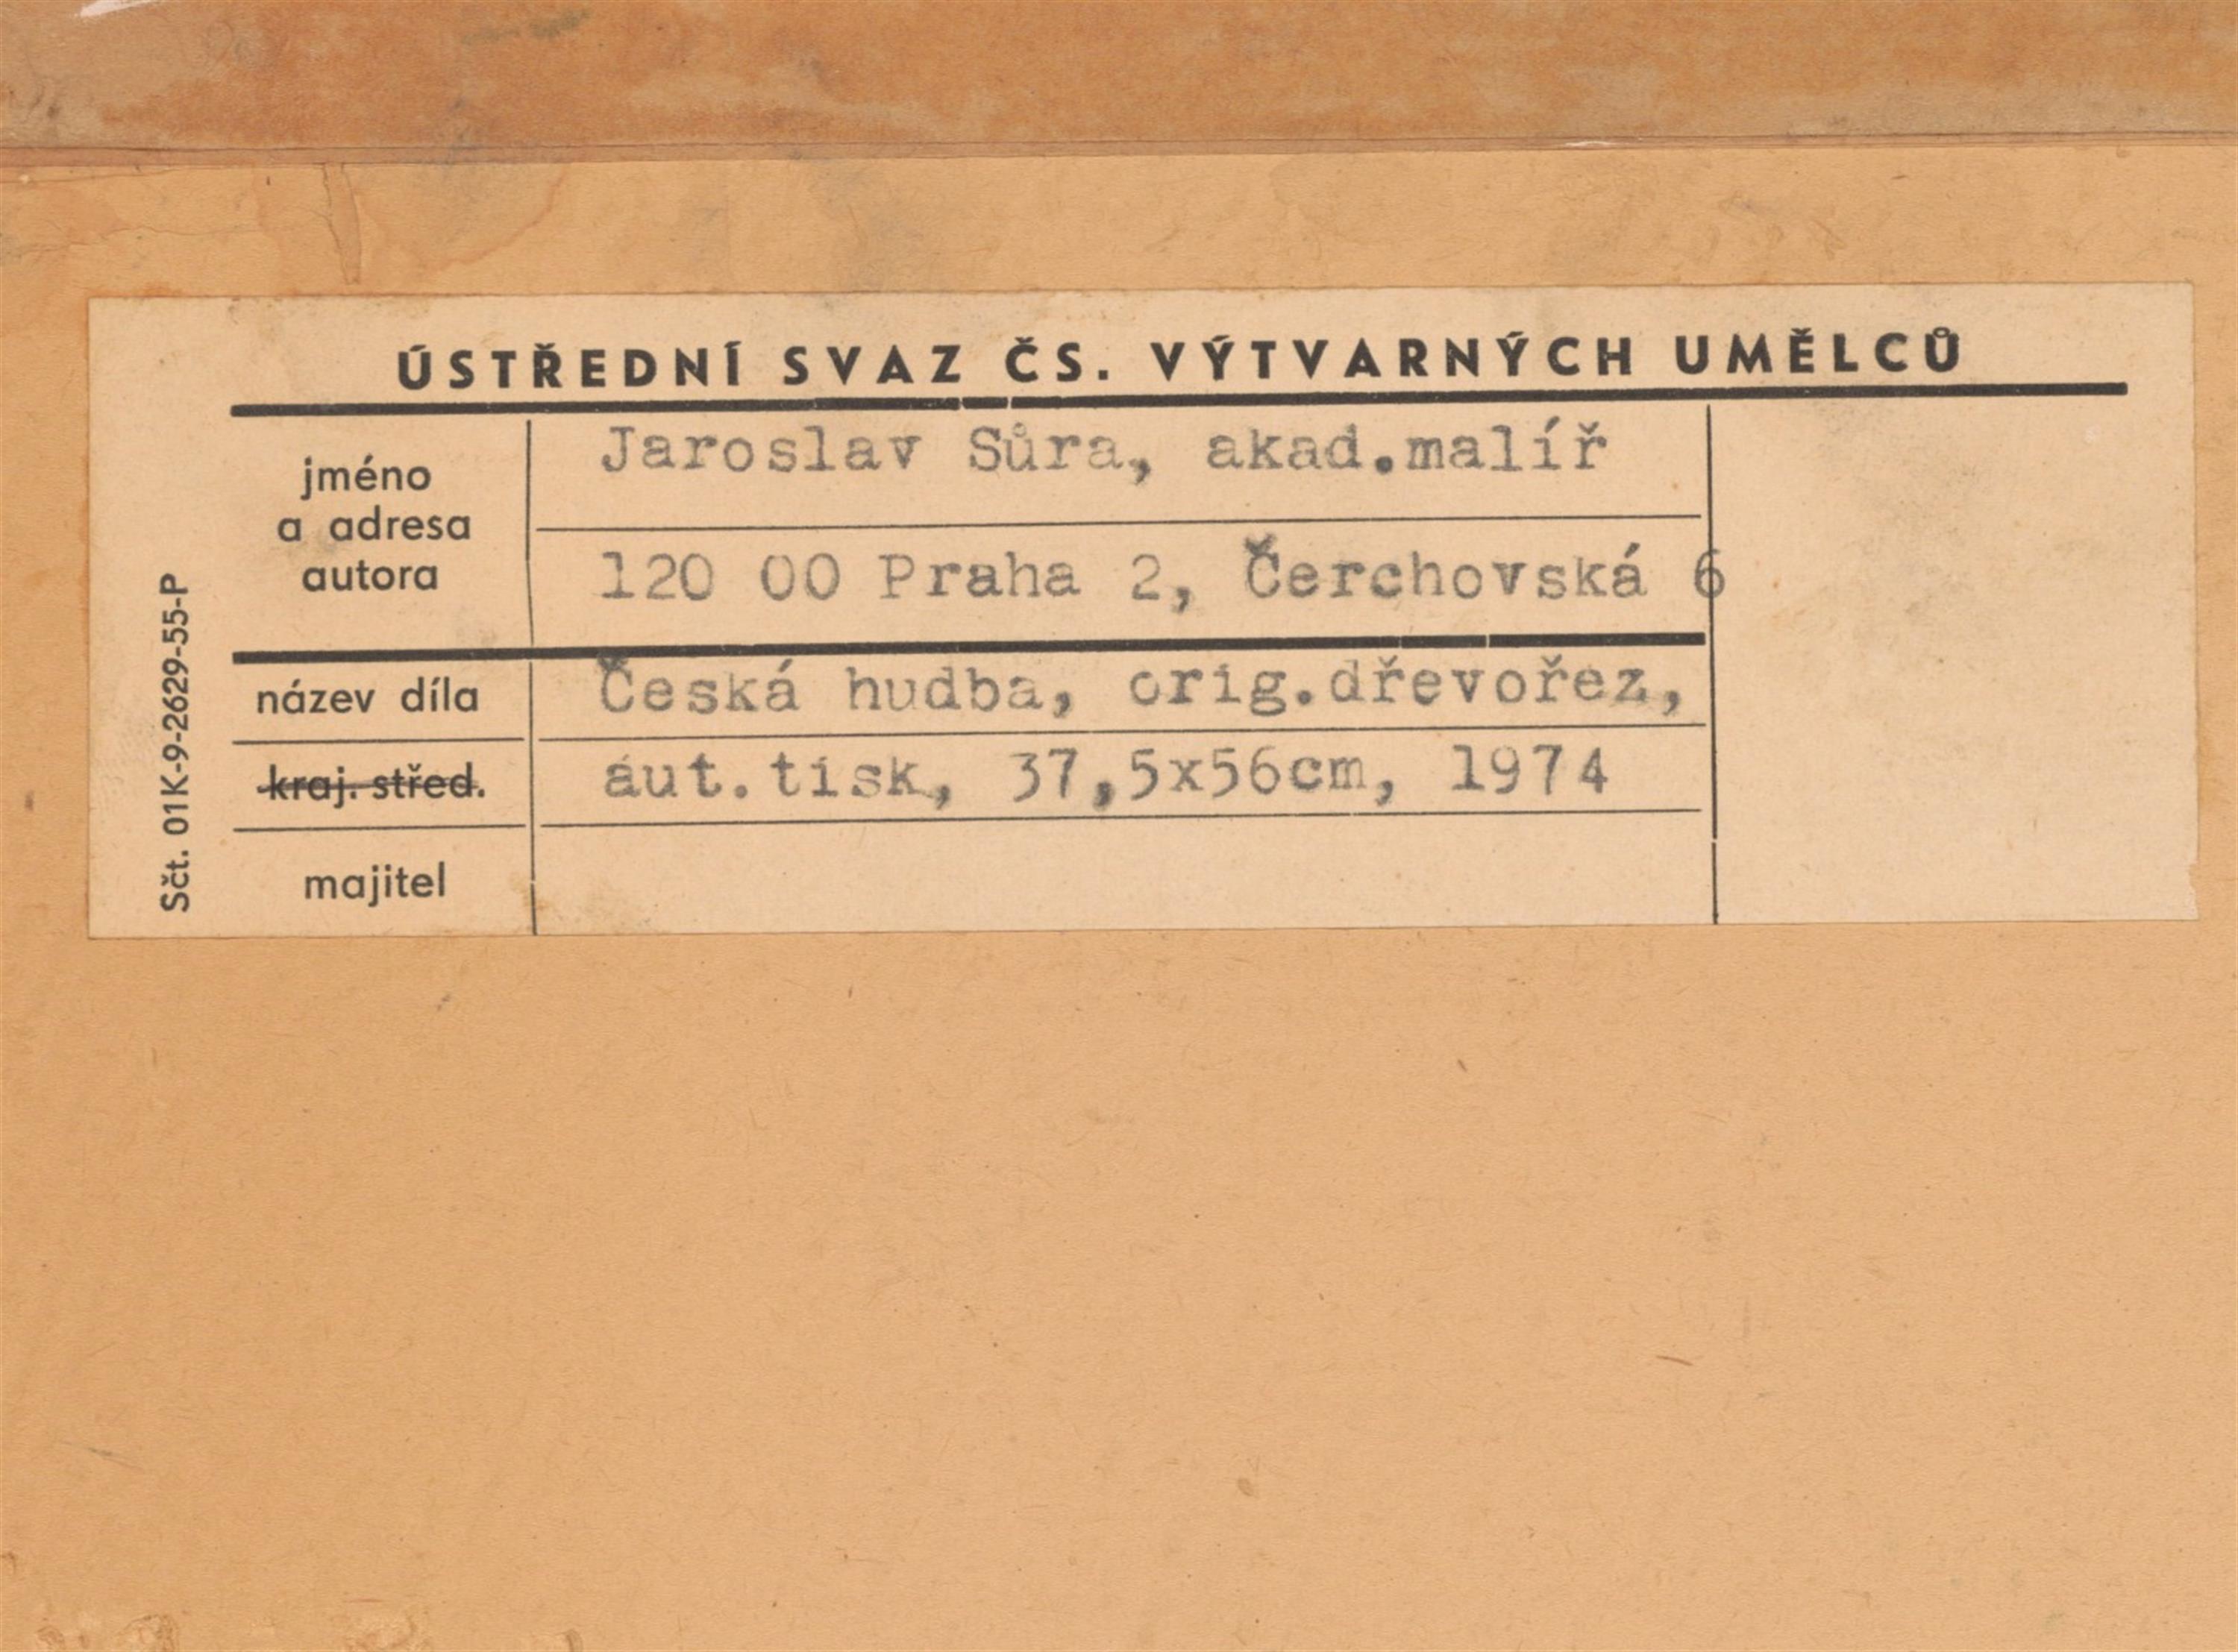 ÚSTŘEDNÍ SVAZ ČS. VÝTVARNÝCH UMĚLCŮ
jméno
a adresa
autora
Jaroslav Sůra, akad.malíř
120 00 Praha 2, Čerchovská 6
název díla
Česká hudba, orig.dřevořez,
kraj. střed.
aut.tisk, 37,5x56cm, 1974
majitel
Sčt. 01K-9-2629-55-P